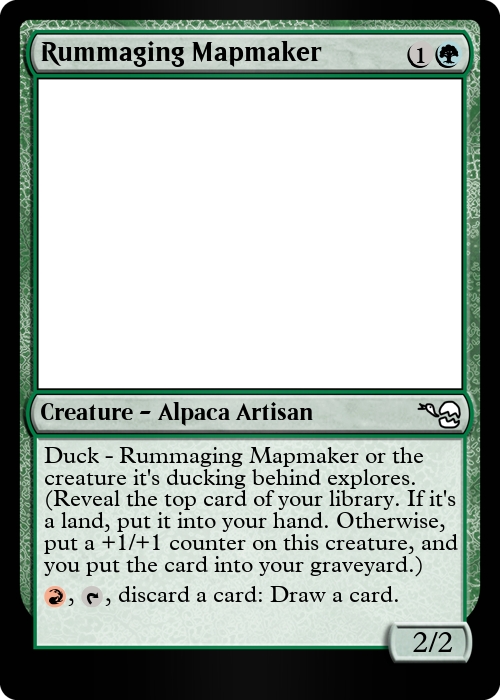 Rummaging Mapmaker 1
Creature – Alpaca Artisan
Duck - Rummaging Mapmaker or the
creature it's ducking behind explores.
(Reveal the top card of your library. If it's
a land, put it into your hand. Otherwise,
put a +1/+1 counter on this creature, and
you put the card into your graveyard.)
, , discard a card: Draw a card.
2/2